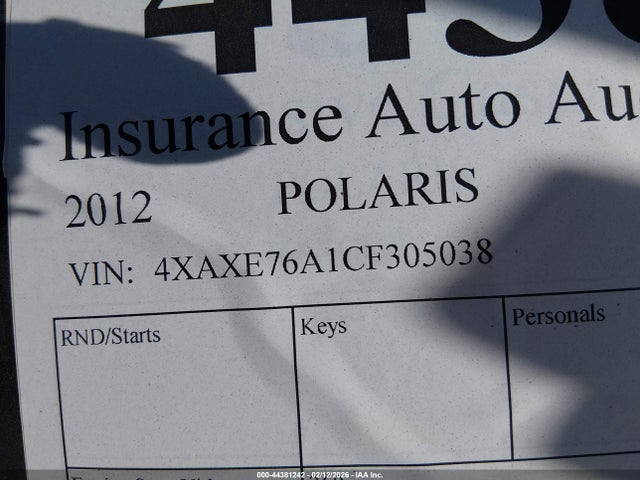 Insurance Auto Au
2012 POLARIS
VIN: 4XAXE76A1CF305038
RND/Starts
Keys
Personals
000-44381242 - 02/12/2026 - IAA Inc.